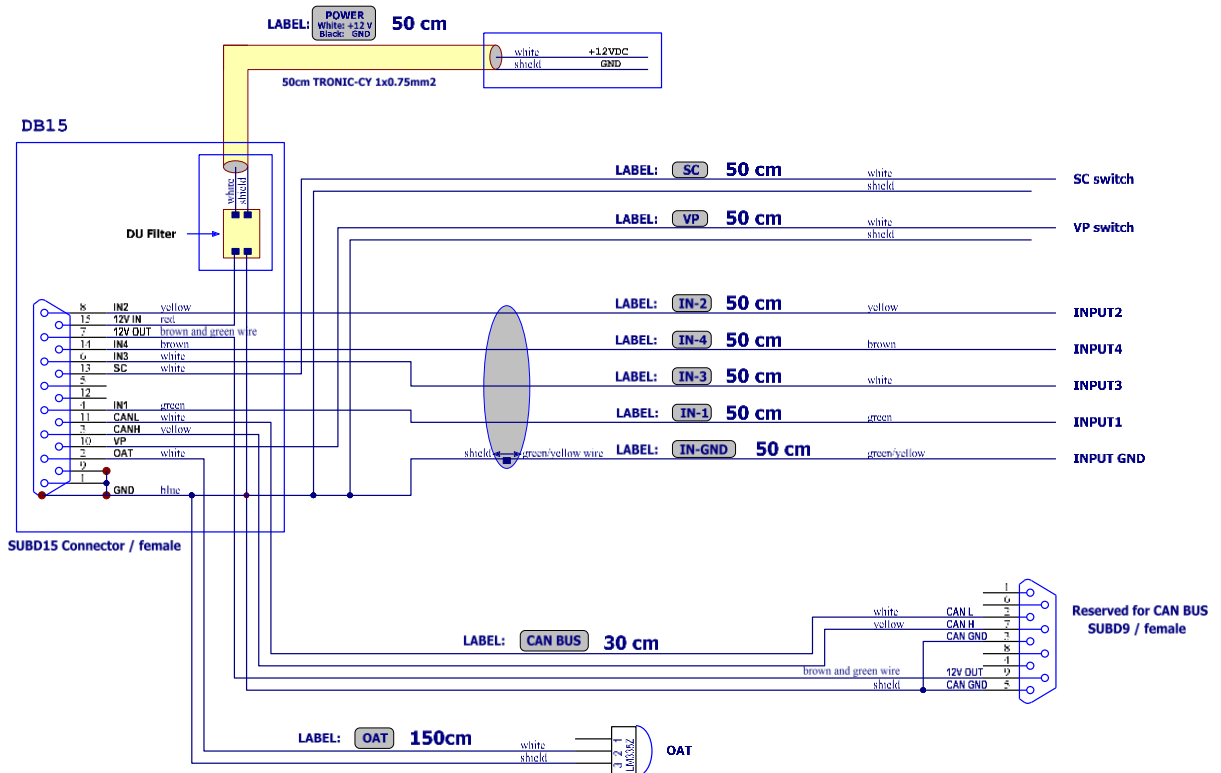 LABEL: POWER 50 cm
White: +12 V
Black: GND
white +12VDC
shield GND
50cm TRONIC-CY 1x0.75mm2
DB15
white
shield
DU Filter
LABEL: SC 50 cm white SC switch
shield
LABEL: VP 50 cm white VP switch
shield
8 IN2 yellow
15 12V IN red
7 12V OUT brown and green wire
14 IN4 brown
6 IN3 white
13 SC white
5
12
4 IN1 green
11 CANL white
3 CANH yellow
10 VP
2 OAT white
9
1
GND blue
LABEL: IN-2 50 cm yellow INPUT2
LABEL: IN-4 50 cm brown INPUT4
LABEL: IN-3 50 cm white INPUT3
LABEL: IN-1 50 cm green INPUT1
shield green/yellow wire LABEL: IN-GND 50 cm green/yellow INPUT GND
SUBD15 Connector / female
1
6
white CAN L 2
yellow CAN H 7
CAN GND 3
8
4
brown and green wire 12V OUT 9
shield CAN GND 5
Reserved for CAN BUS
SUBD9 / female
LABEL: CAN BUS 30 cm
LABEL: OAT 150cm
1
white 2
shield 3
LM335Z
OAT